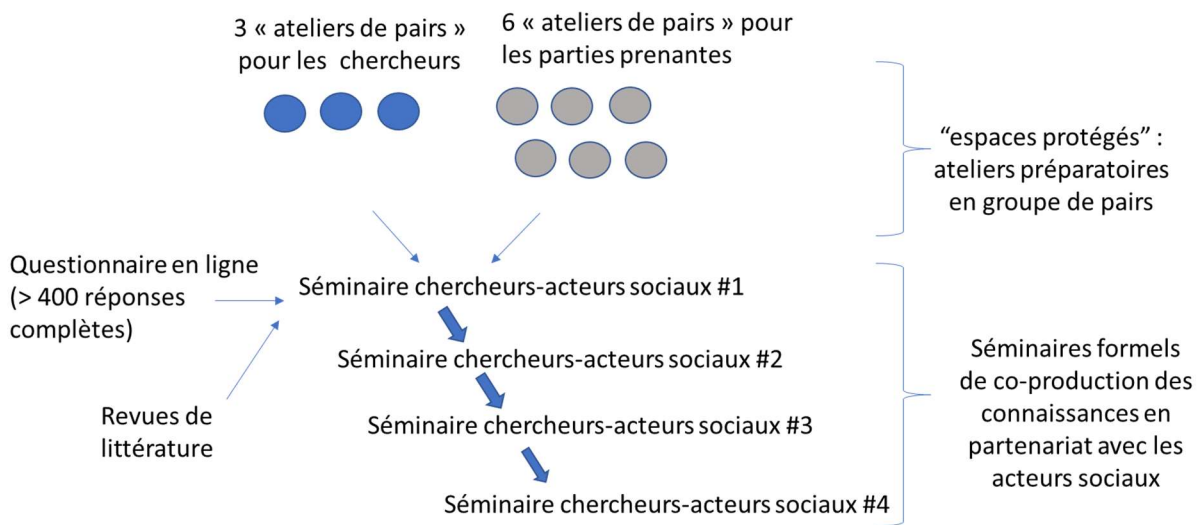 3 « ateliers de pairs »
pour les chercheurs
6 « ateliers de pairs » pour
les parties prenantes
“espaces protégés” :
ateliers préparatoires
en groupe de pairs
Questionnaire en ligne
(> 400 réponses
complètes)
Revues de
littérature
Séminaire chercheurs-acteurs sociaux #1
Séminaire chercheurs-acteurs sociaux #2
Séminaire chercheurs-acteurs sociaux #3
Séminaire chercheurs-acteurs sociaux #4
Séminaires formels
de co-production des
connaissances en
partenariat avec les
acteurs sociaux